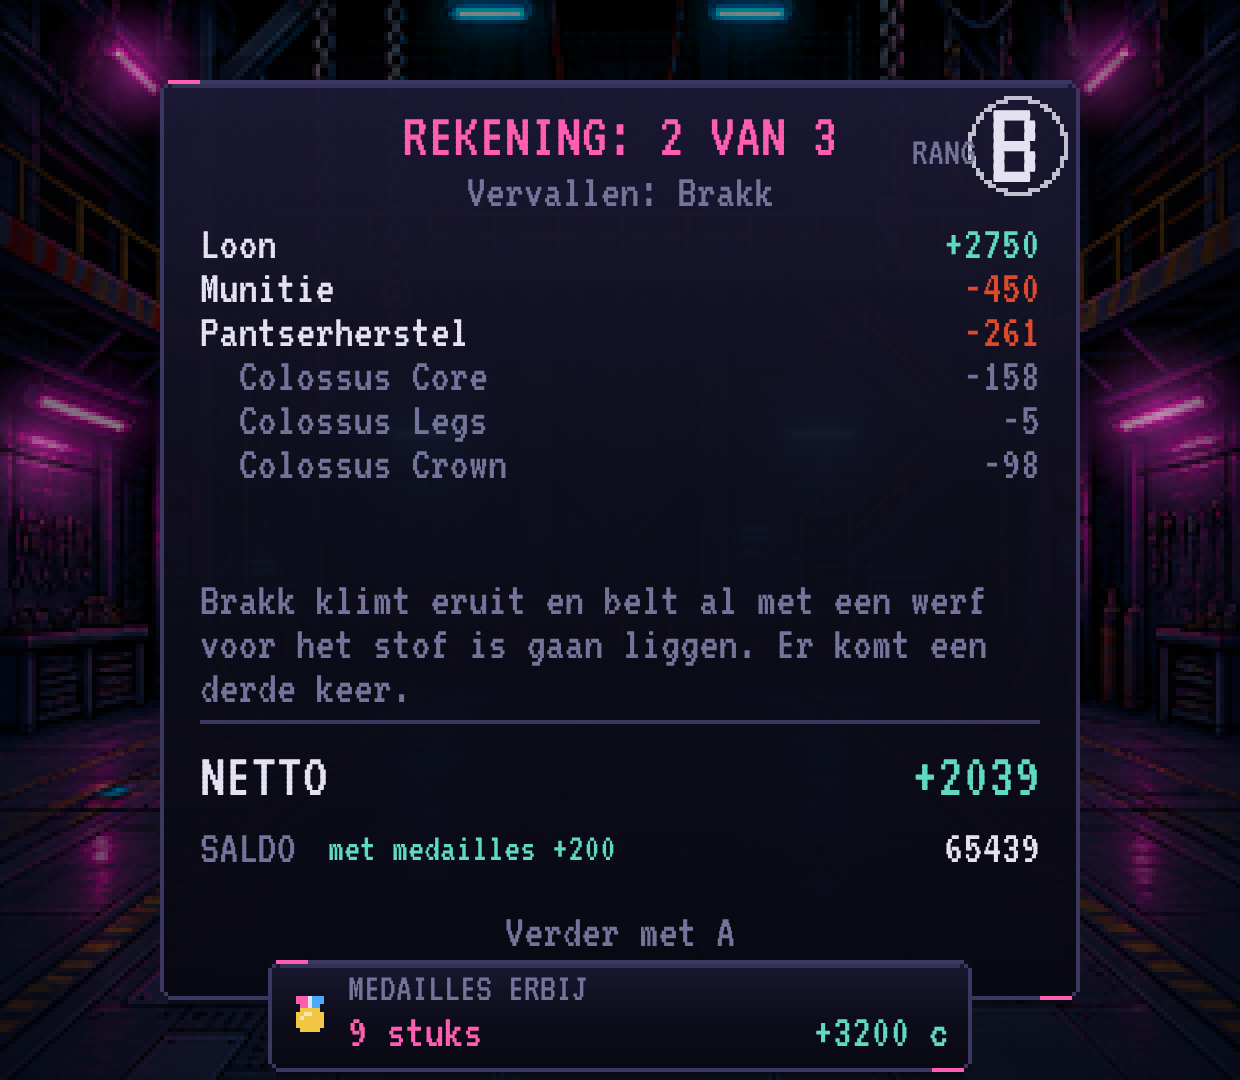 REKENING: 2 VAN 3
RANG B
Vervallen: Brakk
Loon +2750
Munitie -450
Pantserherstel -261
Colossus Core -158
Colossus Legs -5
Colossus Crown -98
Brakk klimt eruit en belt al met een werf
voor het stof is gaan liggen. Er komt een
derde keer.
NETTO +2039
SALDO met medailles +200 65439
Verder met A
MEDAILLES ERBIJ
9 stuks +3200 c